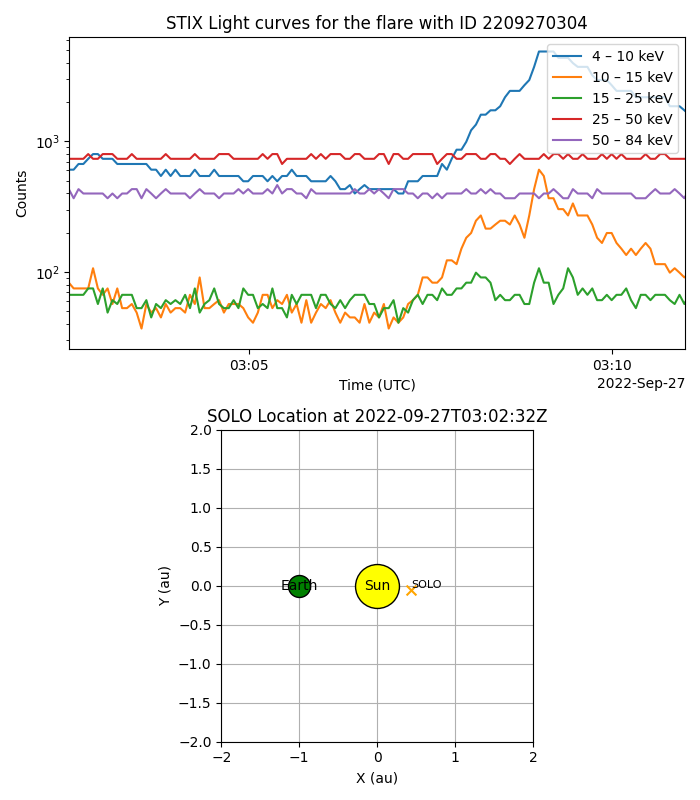 STIX Light curves for the flare with ID 2209270304
4 – 10 keV
10 – 15 keV
15 – 25 keV
25 – 50 keV
50 – 84 keV
10³
10²
Counts
03:05
03:10
Time (UTC)
2022-Sep-27
SOLO Location at 2022-09-27T03:02:32Z
2.0
1.5
1.0
0.5
0.0
−0.5
−1.0
−1.5
−2.0
Y (au)
Earth
Sun
SOLO
−2
−1
0
1
2
X (au)